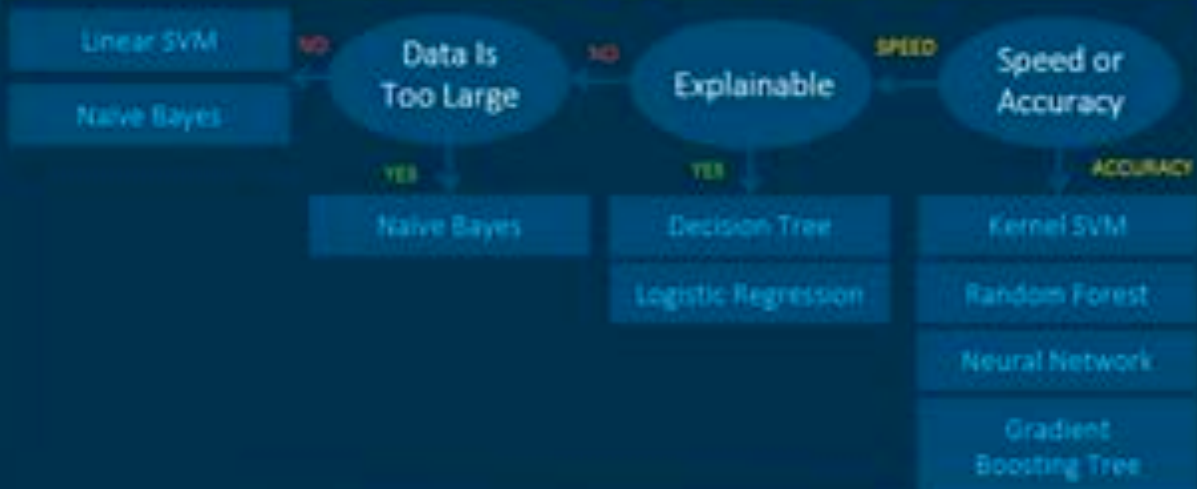 Linear SVM
Naive Bayes
NO
Data Is
Too Large
NO
Explainable
SPEED
Speed or
Accuracy
YES
YES
ACCURACY
Naive Bayes
Decision Tree
Logistic Regression
Kernel SVM
Random Forest
Neural Network
Gradient
Boosting Tree